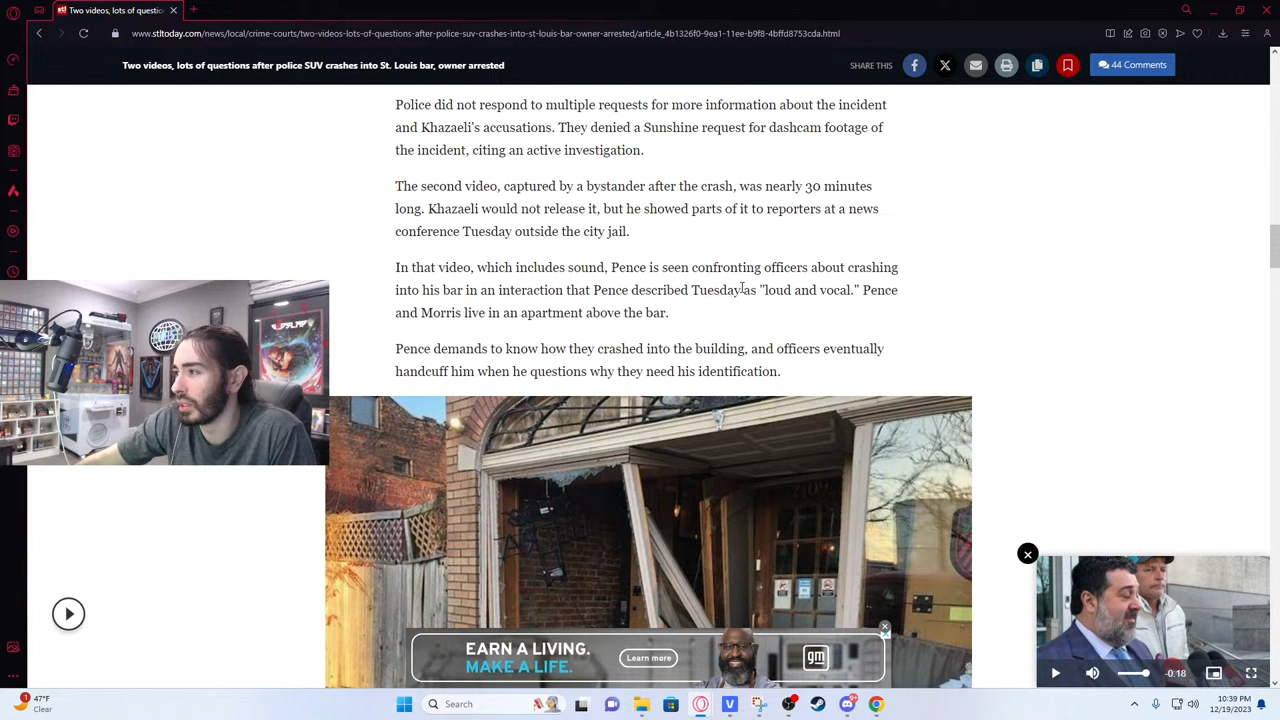 Two videos, lots of questio
www.stltoday.com/news/local/crime-courts/two-videos-lots-of-questions-after-police-suv-crashes-into-st-louis-bar-owner-arrested/article_4b1326f0-9ea1-11ee-b9f8-4bffd8753cda.html
Two videos, lots of questions after police SUV crashes into St. Louis bar, owner arrested
SHARE THIS
44 Comments
Police did not respond to multiple requests for more information about the incident
and Khazaeli's accusations. They denied a Sunshine request for dashcam footage of
the incident, citing an active investigation.
The second video, captured by a bystander after the crash, was nearly 30 minutes
long. Khazaeli would not release it, but he showed parts of it to reporters at a news
conference Tuesday outside the city jail.
In that video, which includes sound, Pence is seen confronting officers about crashing
into his bar in an interaction that Pence described Tuesday as "loud and vocal." Pence
and Morris live in an apartment above the bar.
Pence demands to know how they crashed into the building, and officers eventually
handcuff him when he questions why they need his identification.
EARN A LIVING.
MAKE A LIFE.
Learn more
gm
-0:18
1
47°F
Clear
Search
10:39 PM
12/19/2023